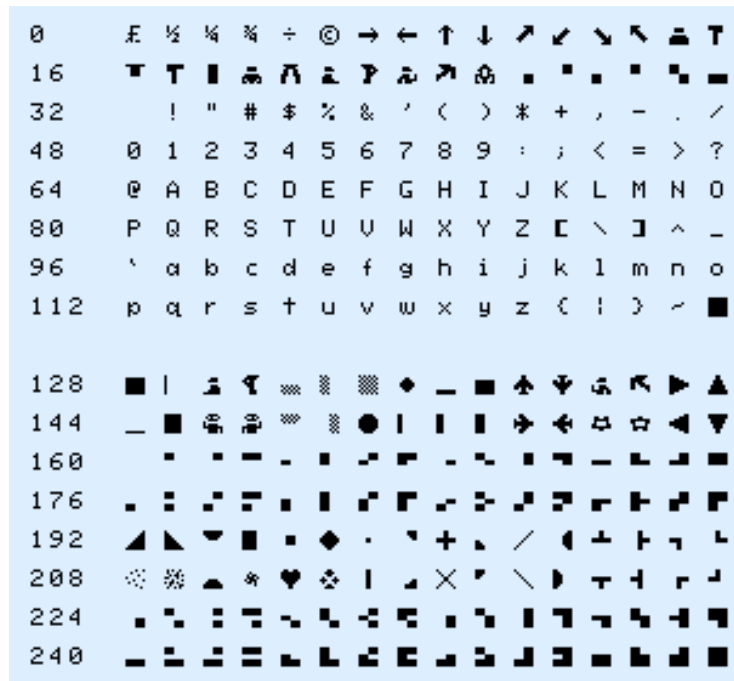 0 £ ½ ¼ ¾ ÷ © → ← ↑ ↓ ↗ ↙ ↘ ↖
16
32 ! " # $ % & ' ( ) * + , - . /
48 0 1 2 3 4 5 6 7 8 9 : ; < = > ?
64 @ A B C D E F G H I J K L M N O
80 P Q R S T U V W X Y Z [ \ ] ^ _
96 ` a b c d e f g h i j k l m n o
112 p q r s t u v w x y z { ¦ } ~ ■
128
144
160
176
192
208
224
240